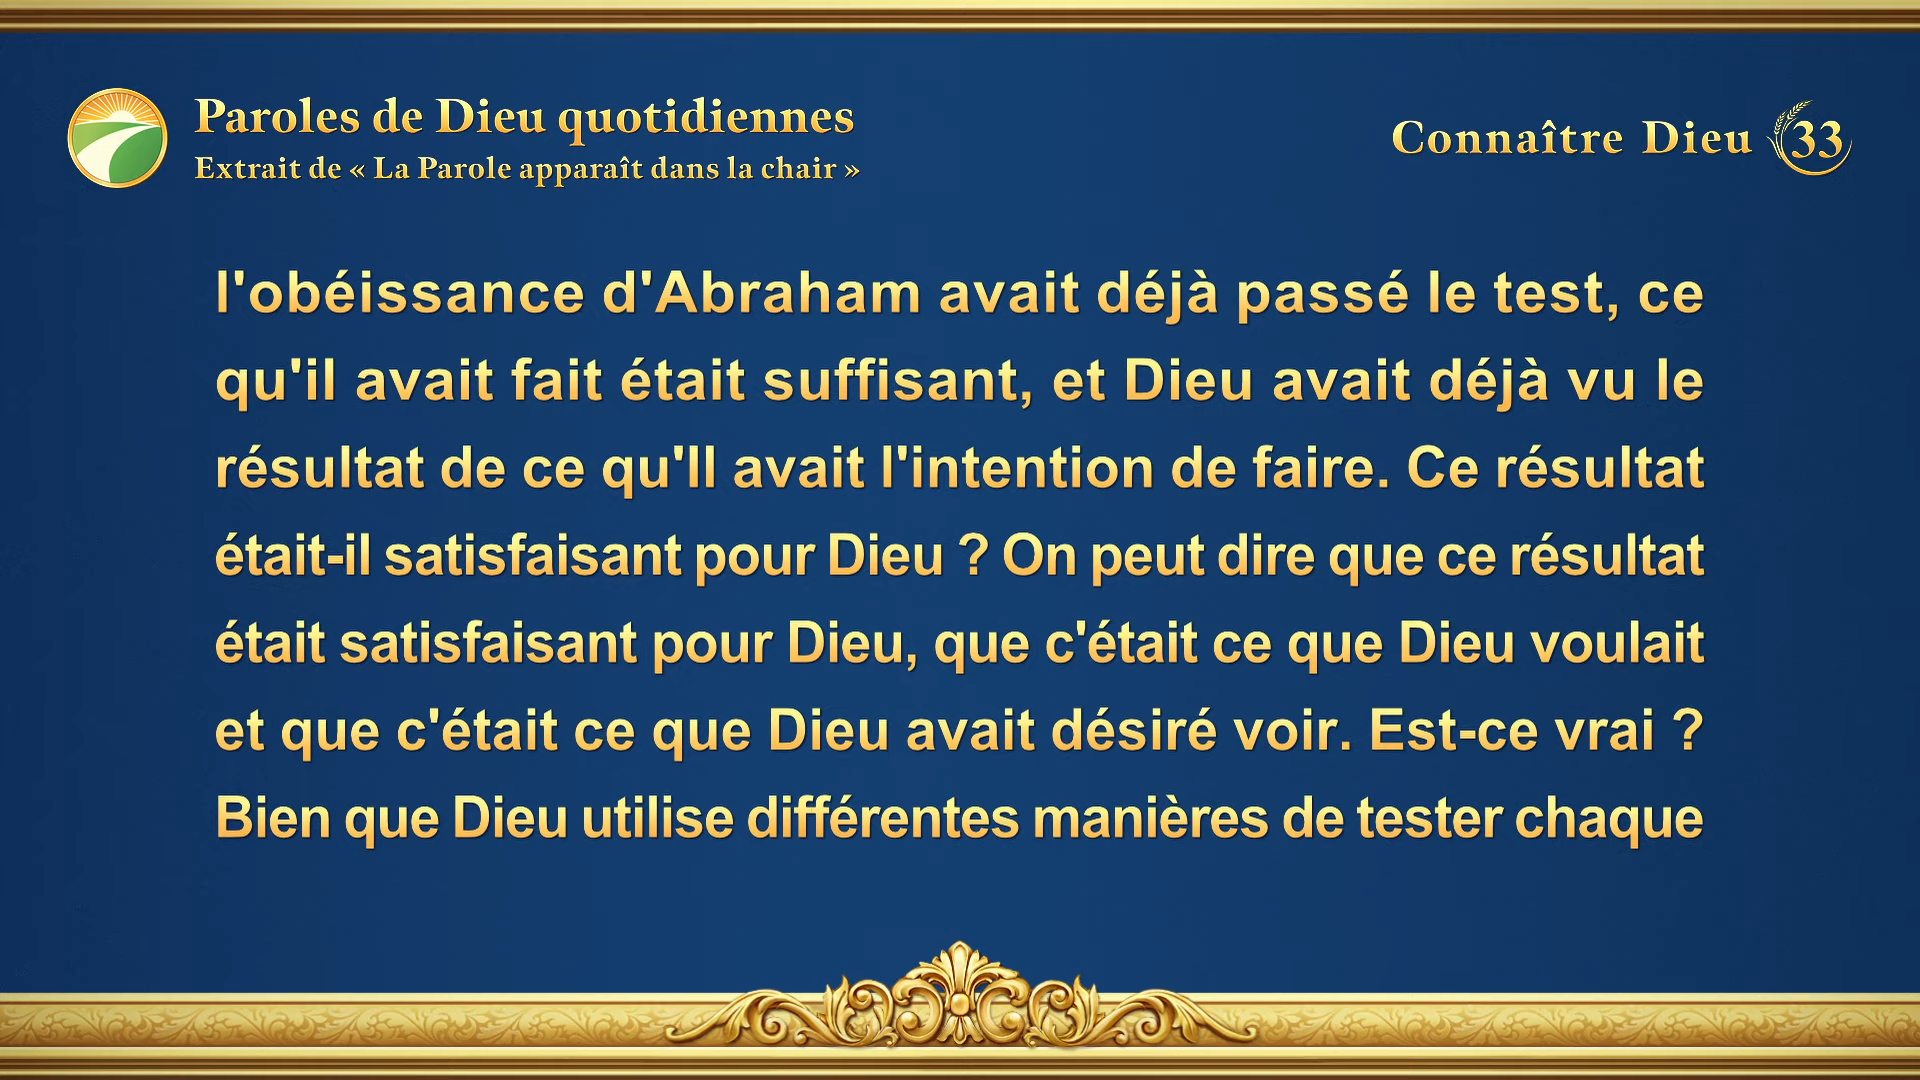 Paroles de Dieu quotidiennes
Extrait de « La Parole apparaît dans la chair »
Connaître Dieu 33
l'obéissance d'Abraham avait déjà passé le test, ce
qu'il avait fait était suffisant, et Dieu avait déjà vu le
résultat de ce qu'Il avait l'intention de faire. Ce résultat
était-il satisfaisant pour Dieu ? On peut dire que ce résultat
était satisfaisant pour Dieu, que c'était ce que Dieu voulait
et que c'était ce que Dieu avait désiré voir. Est-ce vrai ?
Bien que Dieu utilise différentes manières de tester chaque